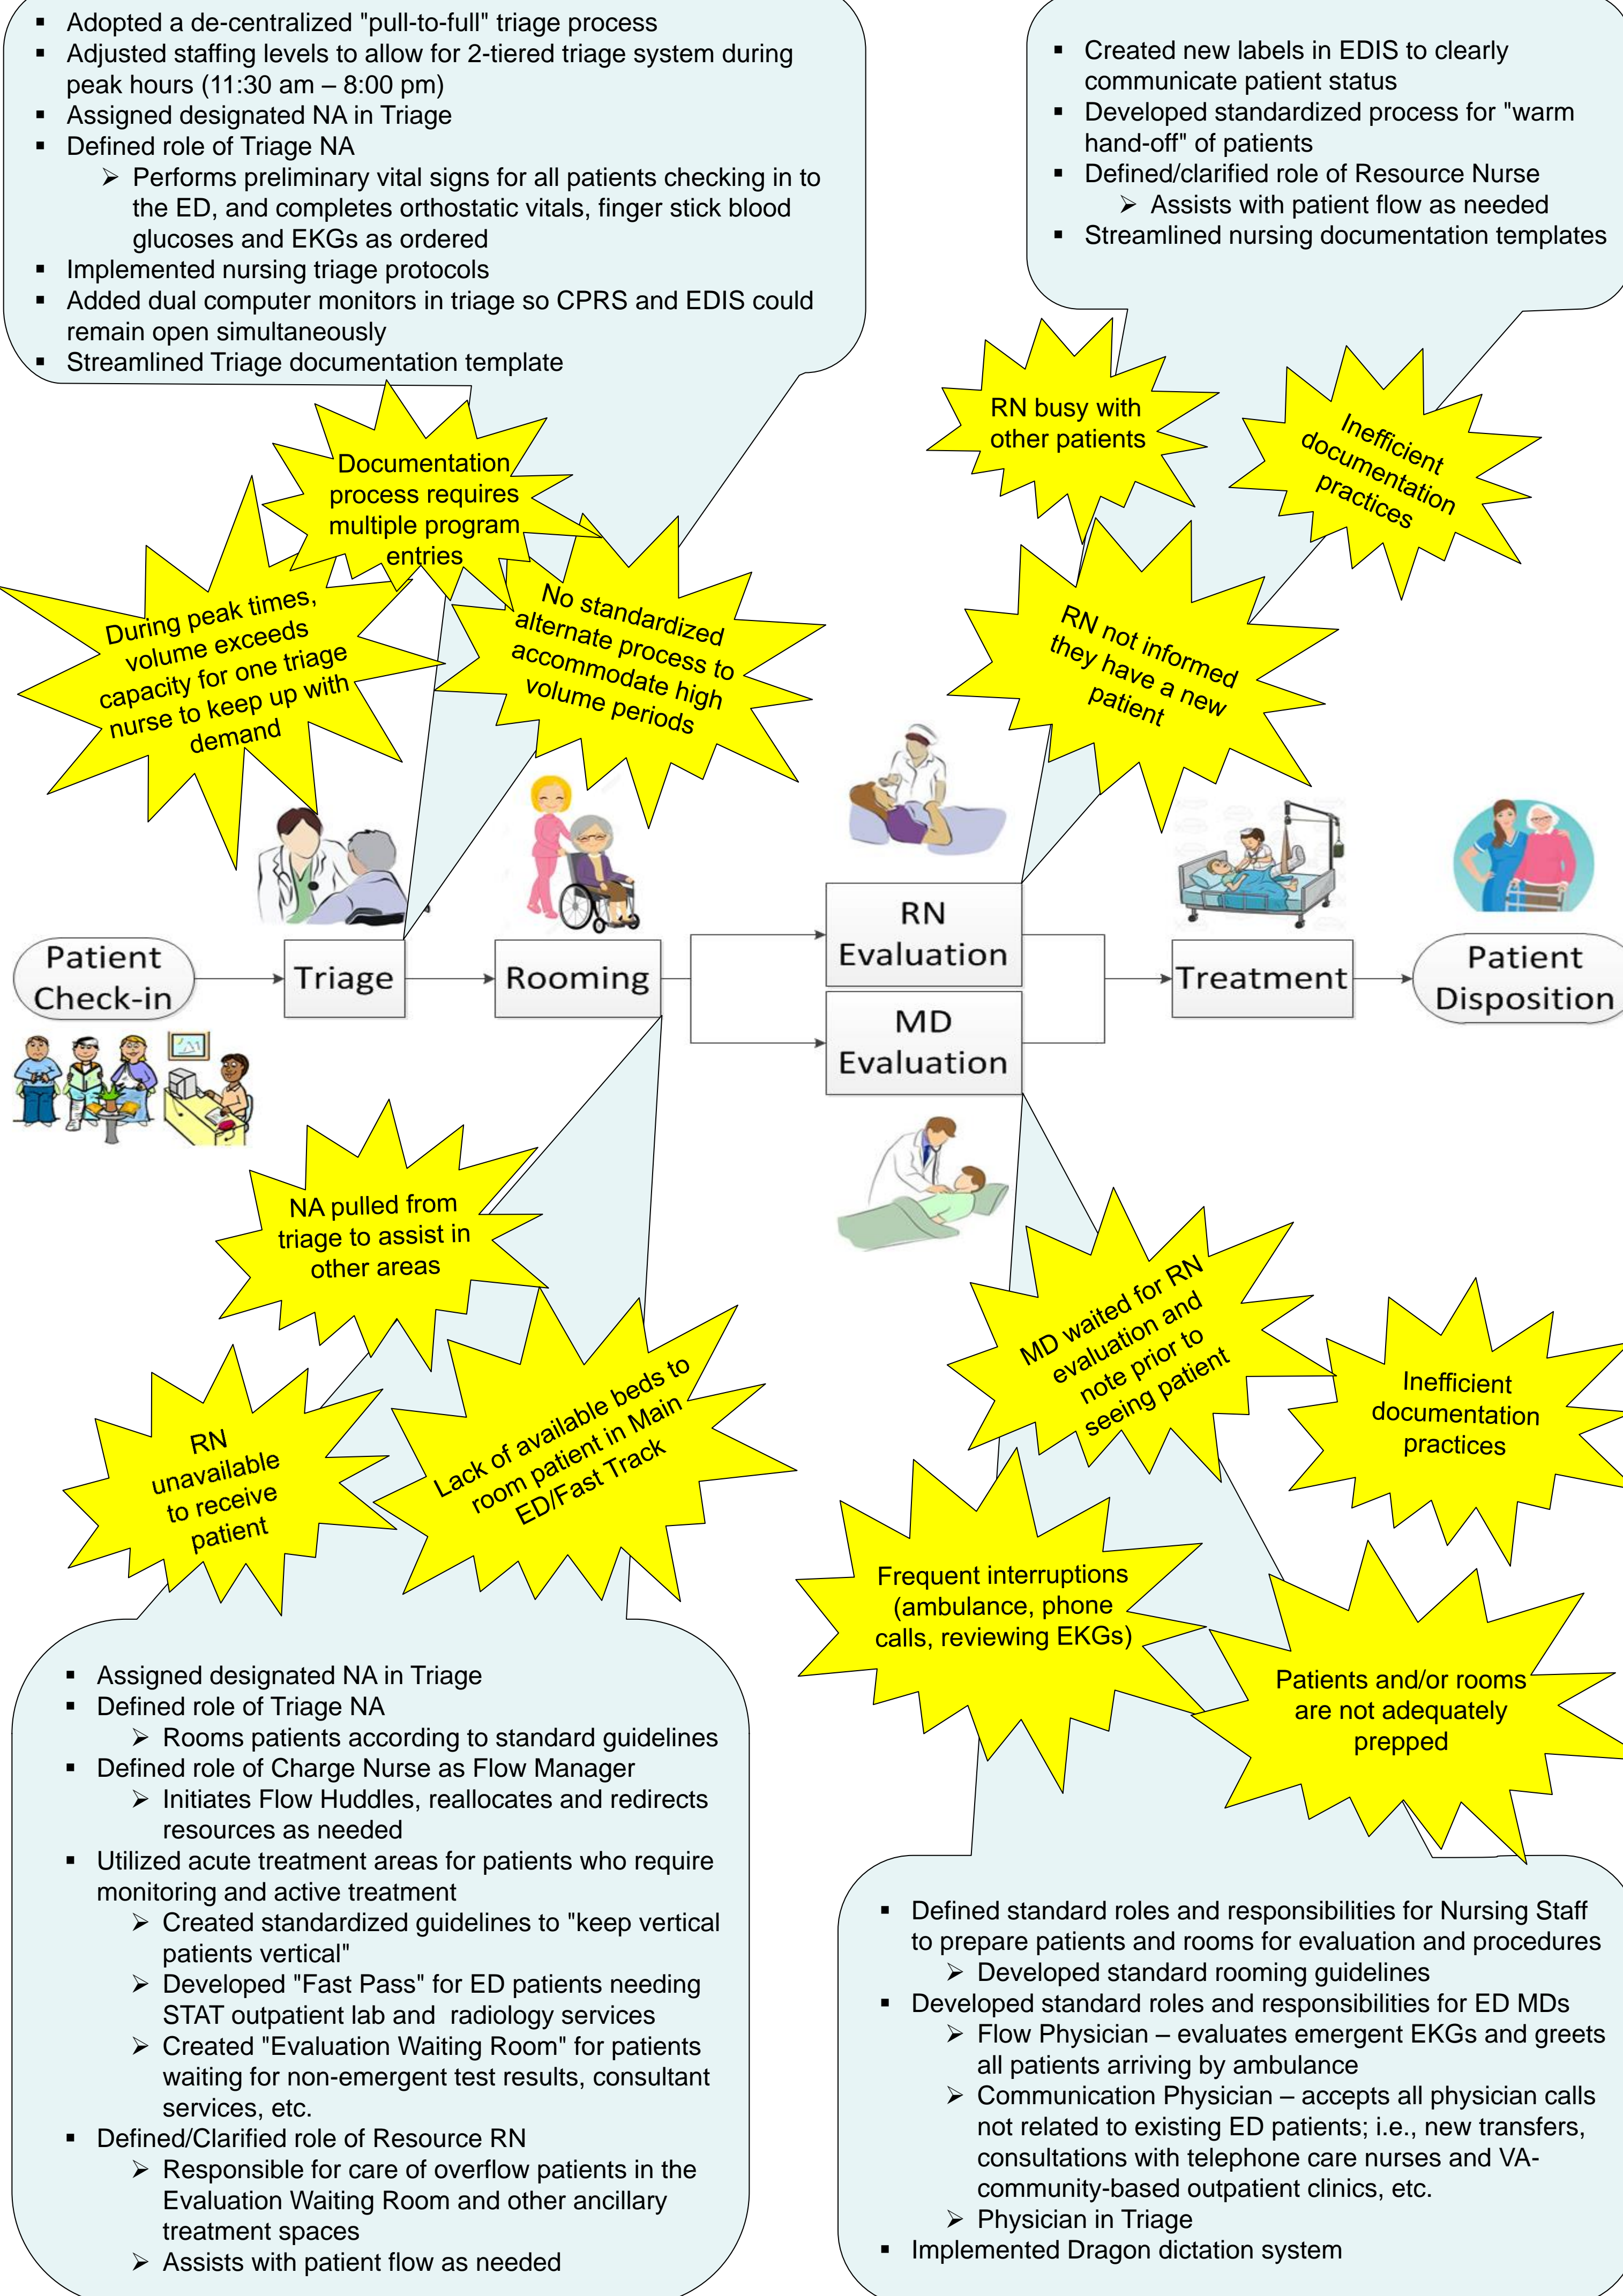 ▪ Adopted a de-centralized "pull-to-full" triage process
▪ Adjusted staffing levels to allow for 2-tiered triage system during
peak hours (11:30 am – 8:00 pm)
▪ Assigned designated NA in Triage
▪ Defined role of Triage NA
➢ Performs preliminary vital signs for all patients checking in to
the ED, and completes orthostatic vitals, finger stick blood
glucoses and EKGs as ordered
▪ Implemented nursing triage protocols
▪ Added dual computer monitors in triage so CPRS and EDIS could
remain open simultaneously
▪ Streamlined Triage documentation template
▪ Created new labels in EDIS to clearly
communicate patient status
▪ Developed standardized process for "warm
hand-off" of patients
▪ Defined/clarified role of Resource Nurse
➢ Assists with patient flow as needed
▪ Streamlined nursing documentation templates
Documentation
process requires
multiple program
entries
During peak times,
volume exceeds
capacity for one triage
nurse to keep up with
demand
No standardized
alternate process to
accommodate high
volume periods
RN busy with
other patients
Inefficient
documentation
practices
RN not informed
they have a new
patient
Patient
Check-in
Triage
Rooming
RN
Evaluation
MD
Evaluation
Treatment
Patient
Disposition
NA pulled from
triage to assist in
other areas
RN
unavailable
to receive
patient
Lack of available beds to
room patient in Main
ED/Fast Track
MD waited for RN
evaluation and
note prior to
seeing patient
Inefficient
documentation
practices
Frequent interruptions
(ambulance, phone
calls, reviewing EKGs)
Patients and/or rooms
are not adequately
prepped
▪ Assigned designated NA in Triage
▪ Defined role of Triage NA
➢ Rooms patients according to standard guidelines
▪ Defined role of Charge Nurse as Flow Manager
➢ Initiates Flow Huddles, reallocates and redirects
resources as needed
▪ Utilized acute treatment areas for patients who require
monitoring and active treatment
➢ Created standardized guidelines to "keep vertical
patients vertical"
➢ Developed "Fast Pass" for ED patients needing
STAT outpatient lab and radiology services
➢ Created "Evaluation Waiting Room" for patients
waiting for non-emergent test results, consultant
services, etc.
▪ Defined/Clarified role of Resource RN
➢ Responsible for care of overflow patients in the
Evaluation Waiting Room and other ancillary
treatment spaces
➢ Assists with patient flow as needed
▪ Defined standard roles and responsibilities for Nursing Staff
to prepare patients and rooms for evaluation and procedures
➢ Developed standard rooming guidelines
▪ Developed standard roles and responsibilities for ED MDs
➢ Flow Physician – evaluates emergent EKGs and greets
all patients arriving by ambulance
➢ Communication Physician – accepts all physician calls
not related to existing ED patients; i.e., new transfers,
consultations with telephone care nurses and VA-
community-based outpatient clinics, etc.
➢ Physician in Triage
▪ Implemented Dragon dictation system